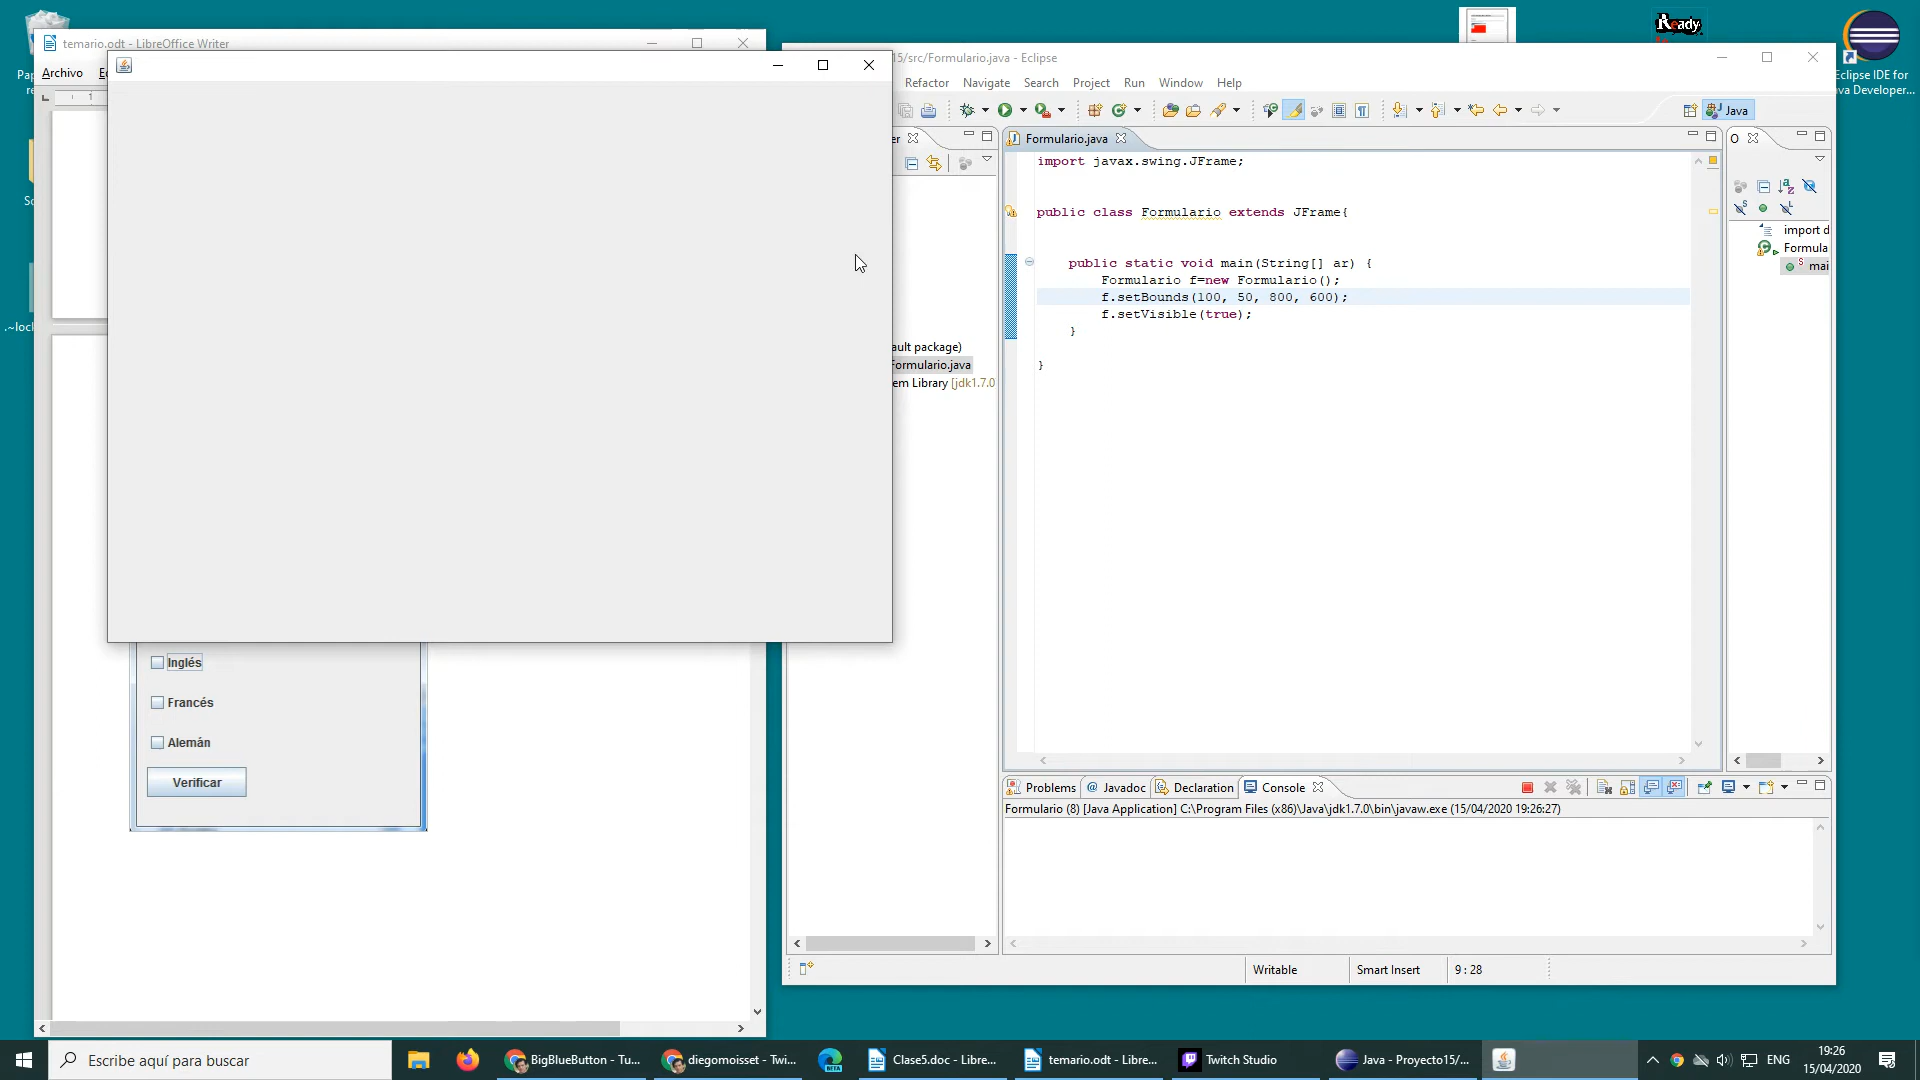 temario.odt - LibreOffice Writer
Archivo
1
Inglés
Francés
Alemán
Verificar
Ready
Eclipse IDE for
va Developer...
15/src/Formulario.java - Eclipse
Refactor Navigate Search Project Run Window Help
Java
Formulario.java
import javax.swing.JFrame;
public class Formulario extends JFrame{
public static void main(String[] ar) {
Formulario f=new Formulario();
f.setBounds(100, 50, 800, 600);
f.setVisible(true);
}
}
ault package)
Formulario.java
em Library [jdk1.7.0
O
import d
Formula
mai
Problems Javadoc Declaration Console
Formulario (8) [Java Application] C:\Program Files (x86)\Java\jdk1.7.0\bin\javaw.exe (15/04/2020 19:26:27)
Writable Smart Insert 9 : 28
Escribe aquí para buscar
BigBlueButton - Tu...
diegomoisset - Twi...
BETA
Clase5.doc - Libre...
temario.odt - Libre...
Twitch Studio
Java - Proyecto15/...
ENG
19:26
15/04/2020